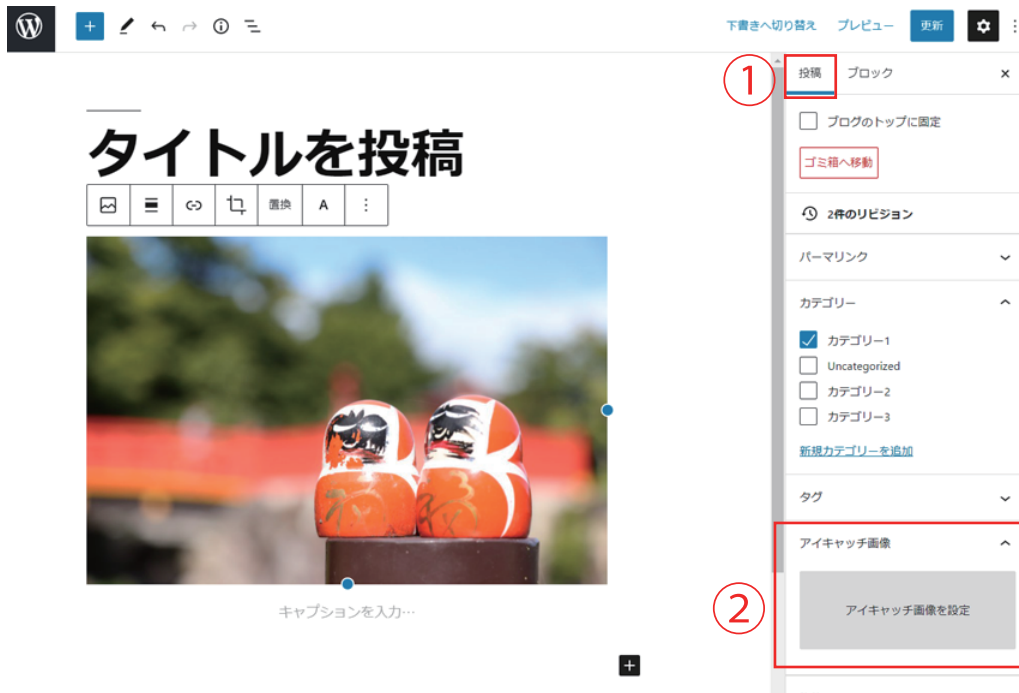 下書きへ切り替え プレビュー 更新
① 投稿 ブロック
ブログのトップに固定
ゴミ箱へ移動
2件のリビジョン
パーマリンク
カテゴリー
カテゴリー1
Uncategorized
カテゴリー2
カテゴリー3
新規カテゴリーを追加
タグ
② アイキャッチ画像
アイキャッチ画像を設定
タイトルを投稿
置換 A
キャプションを入力…